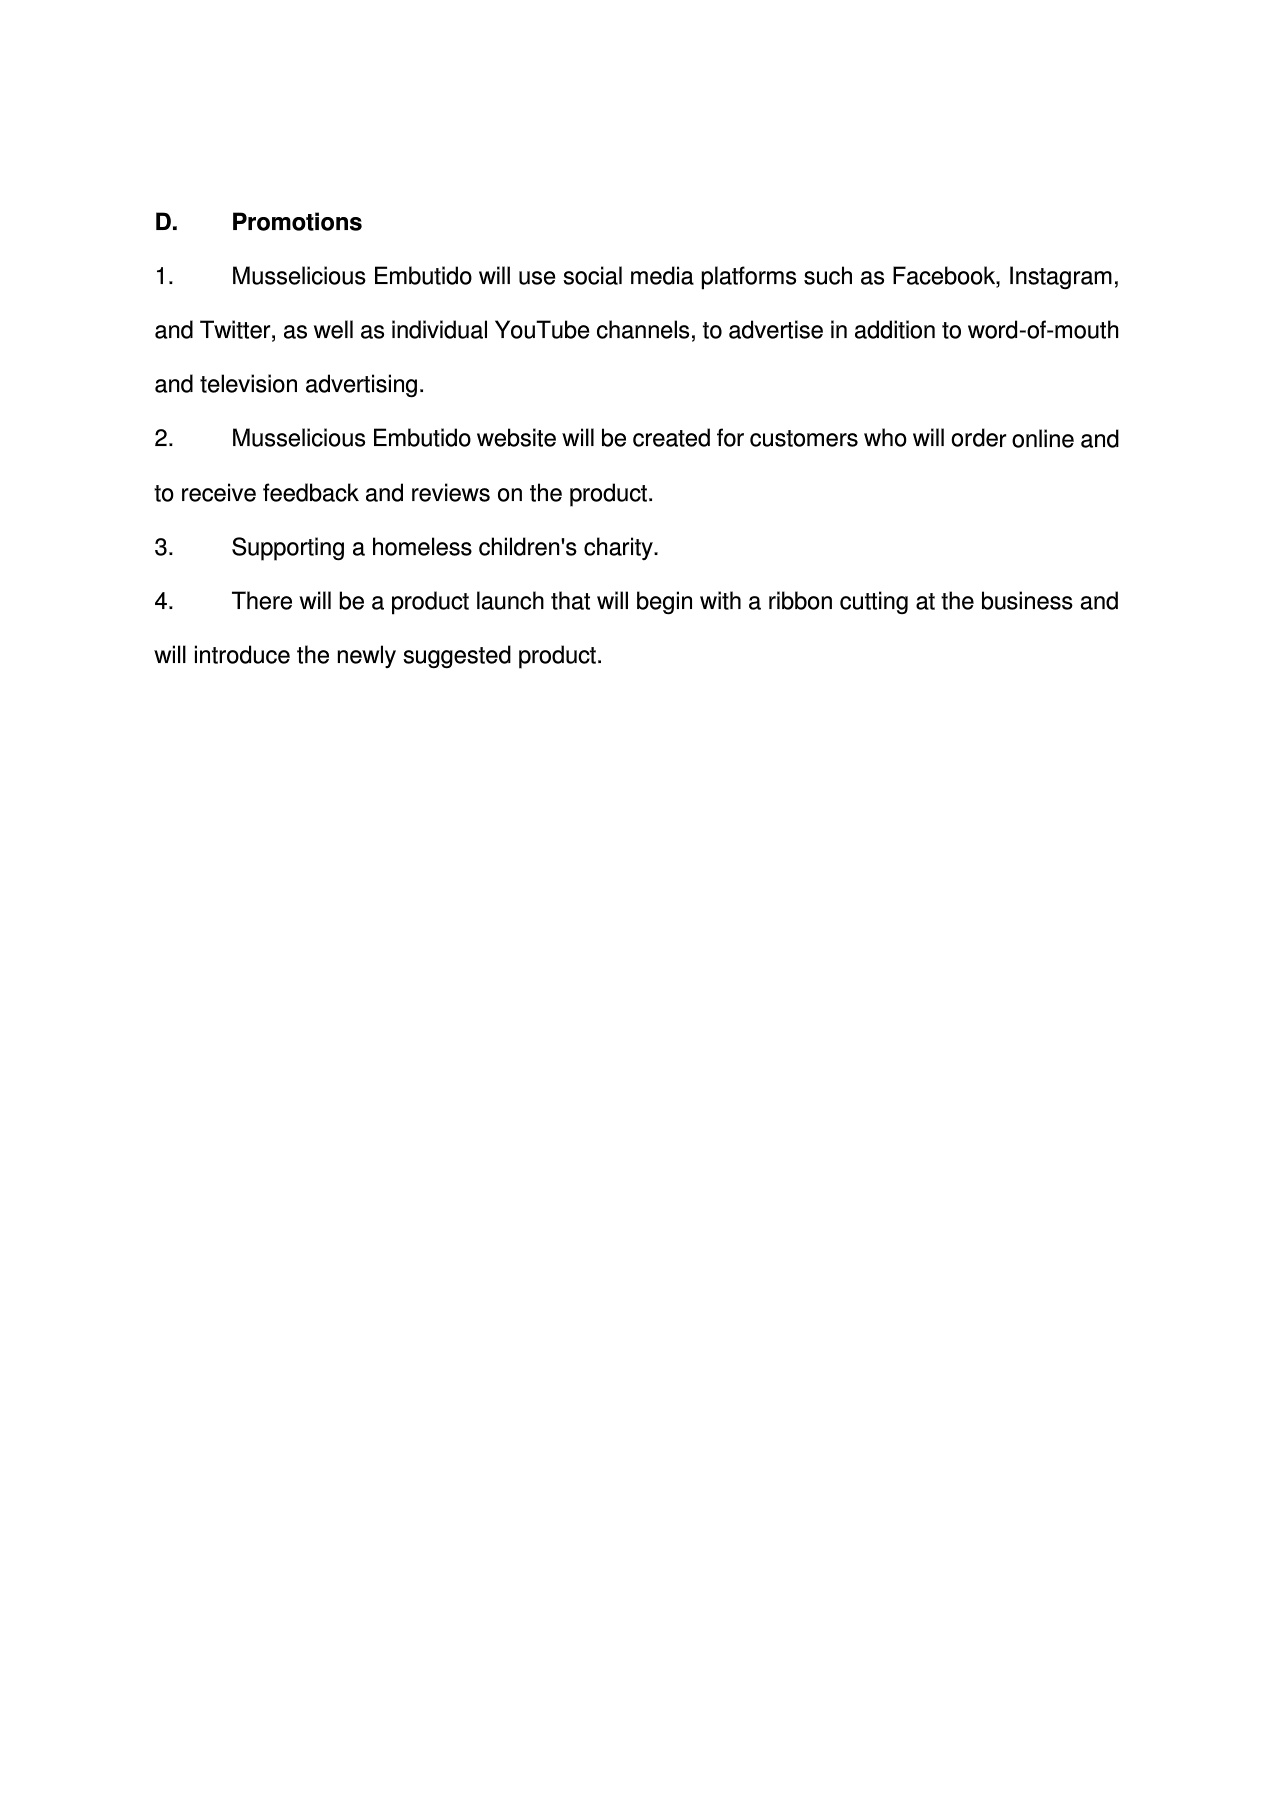 D. Promotions
1. Musselicious Embutido will use social media platforms such as Facebook, Instagram,
and Twitter, as well as individual YouTube channels, to advertise in addition to word-of-mouth
and television advertising.
2. Musselicious Embutido website will be created for customers who will order online and
to receive feedback and reviews on the product.
3. Supporting a homeless children's charity.
4. There will be a product launch that will begin with a ribbon cutting at the business and
will introduce the newly suggested product.